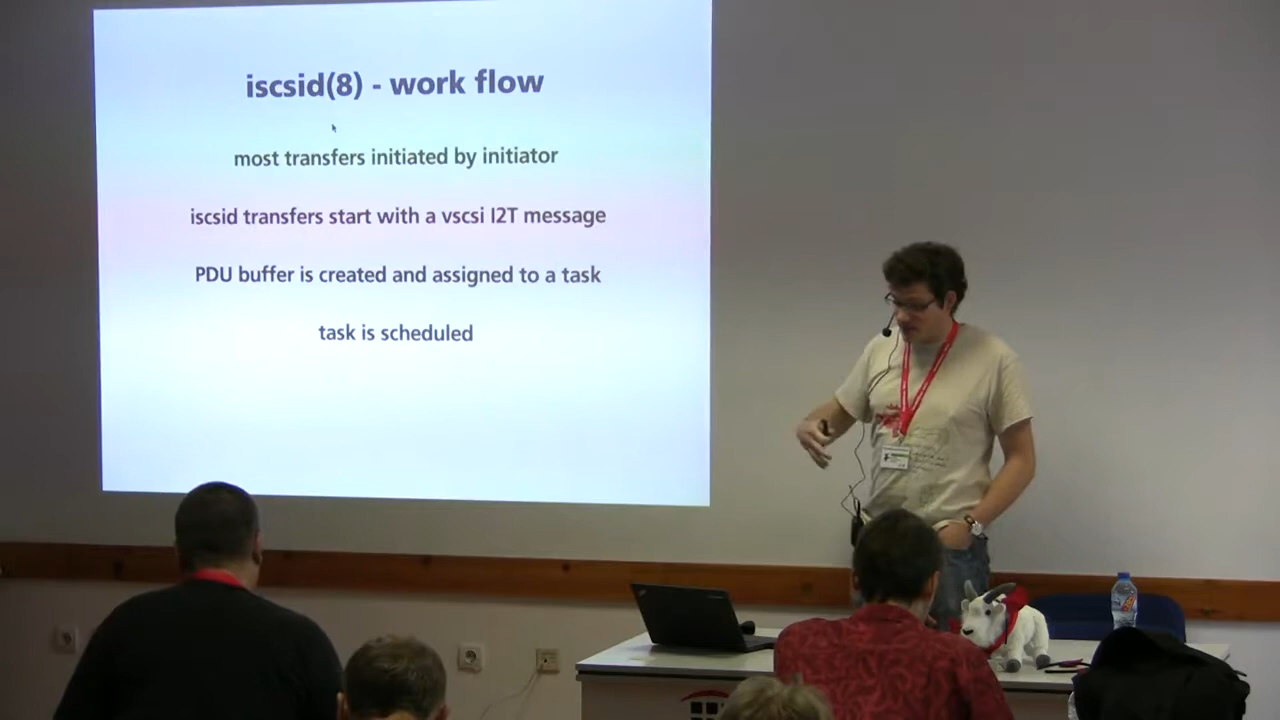 iscsid(8) - work flow
most transfers initiated by initiator
iscsid transfers start with a vscsi I2T message
PDU buffer is created and assigned to a task
task is scheduled